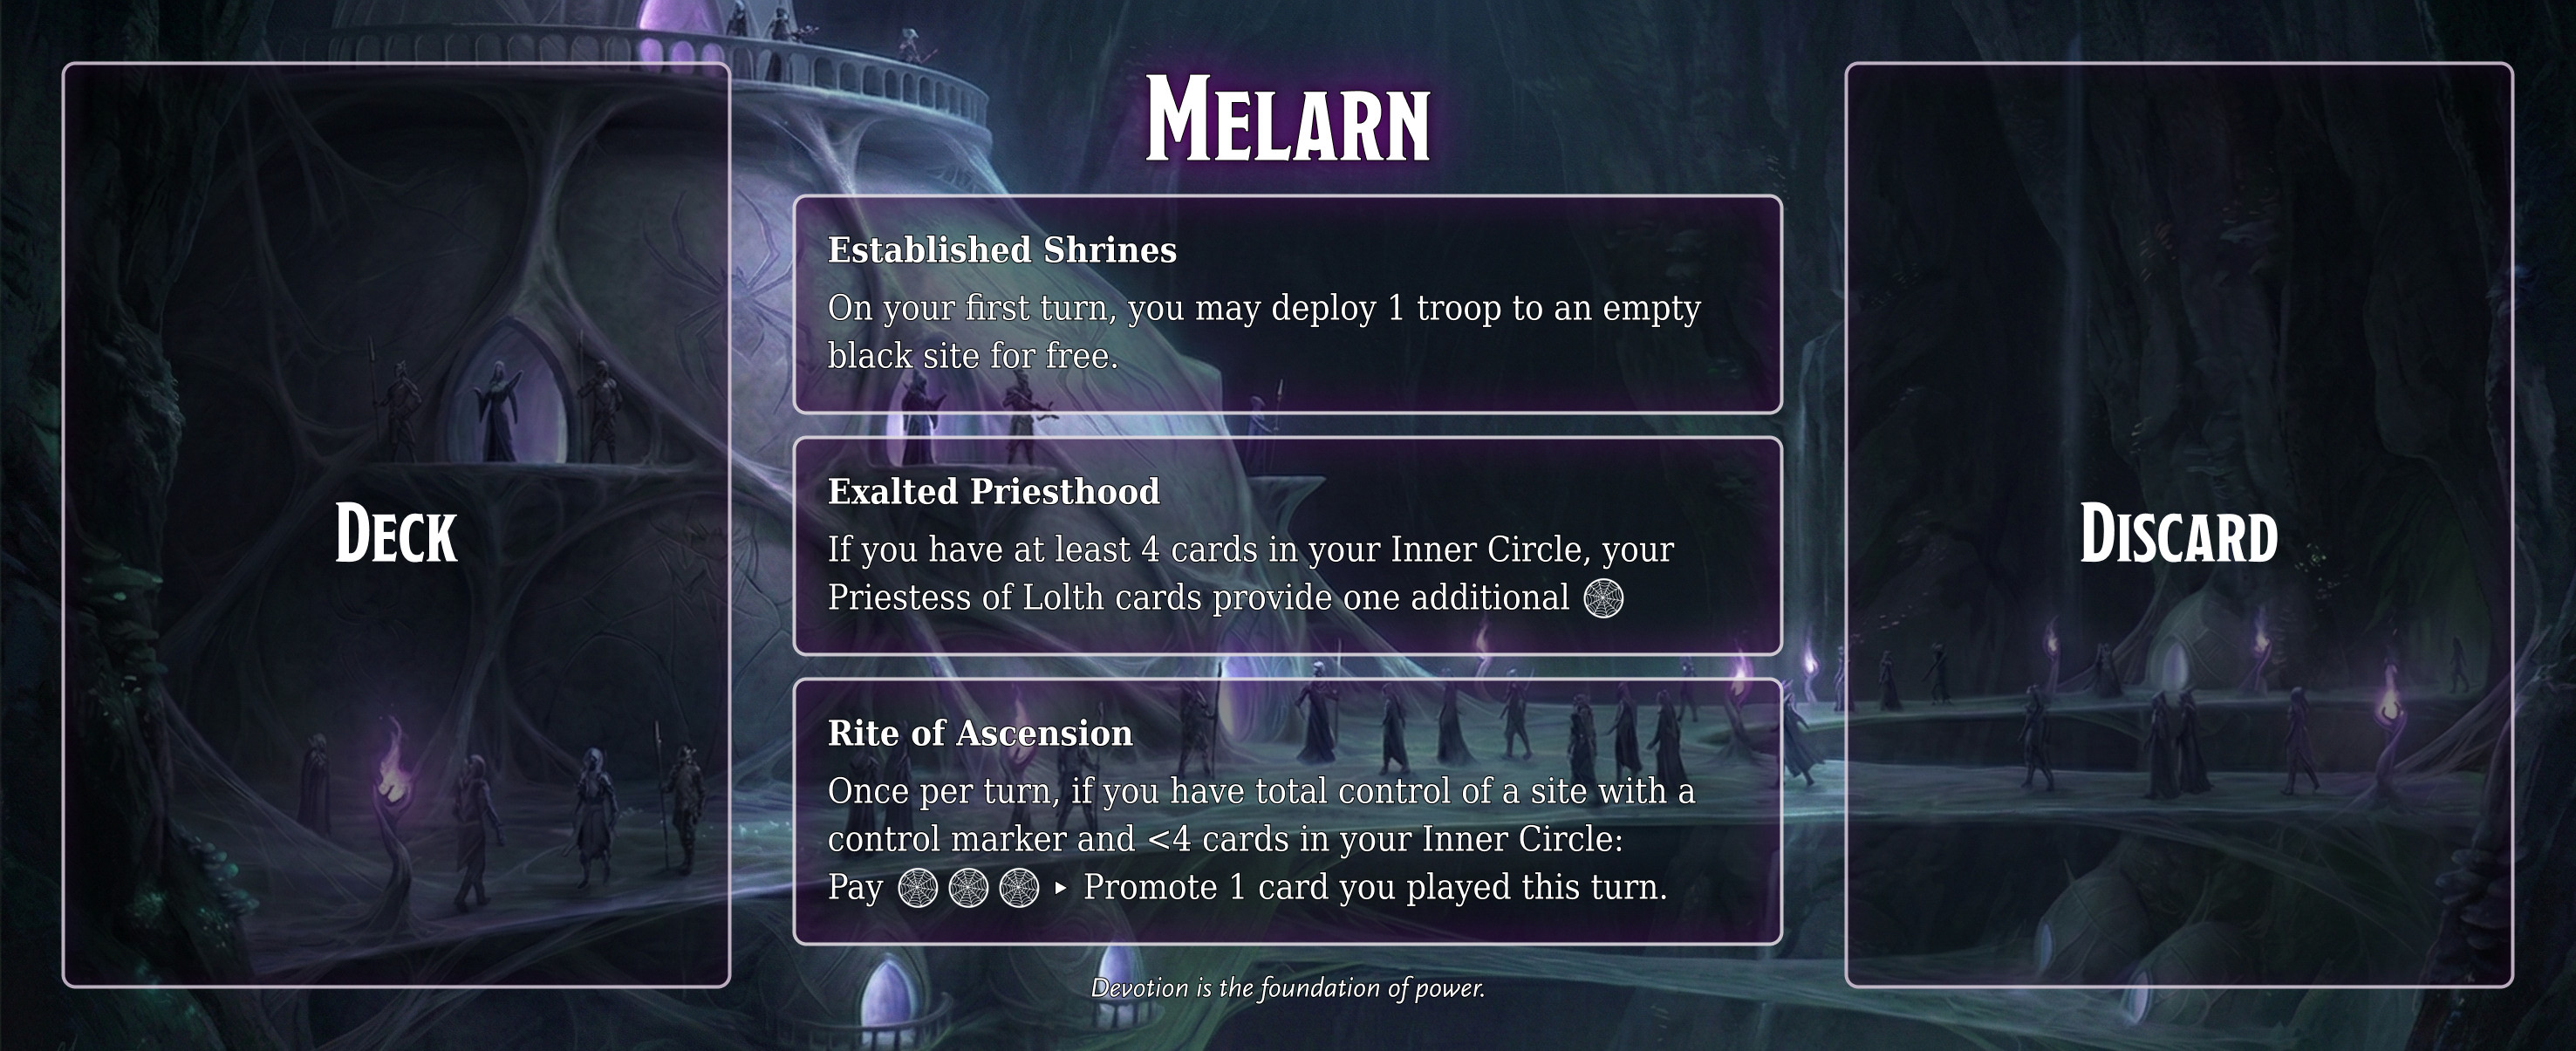 Melarn
Established Shrines
On your first turn, you may deploy 1 troop to an empty
black site for free.
Deck
Exalted Priesthood
If you have at least 4 cards in your Inner Circle, your
Priestess of Lolth cards provide one additional
Discard
Rite of Ascension
Once per turn, if you have total control of a site with a
control marker and <4 cards in your Inner Circle:
Pay ▸ Promote 1 card you played this turn.
Devotion is the foundation of power.